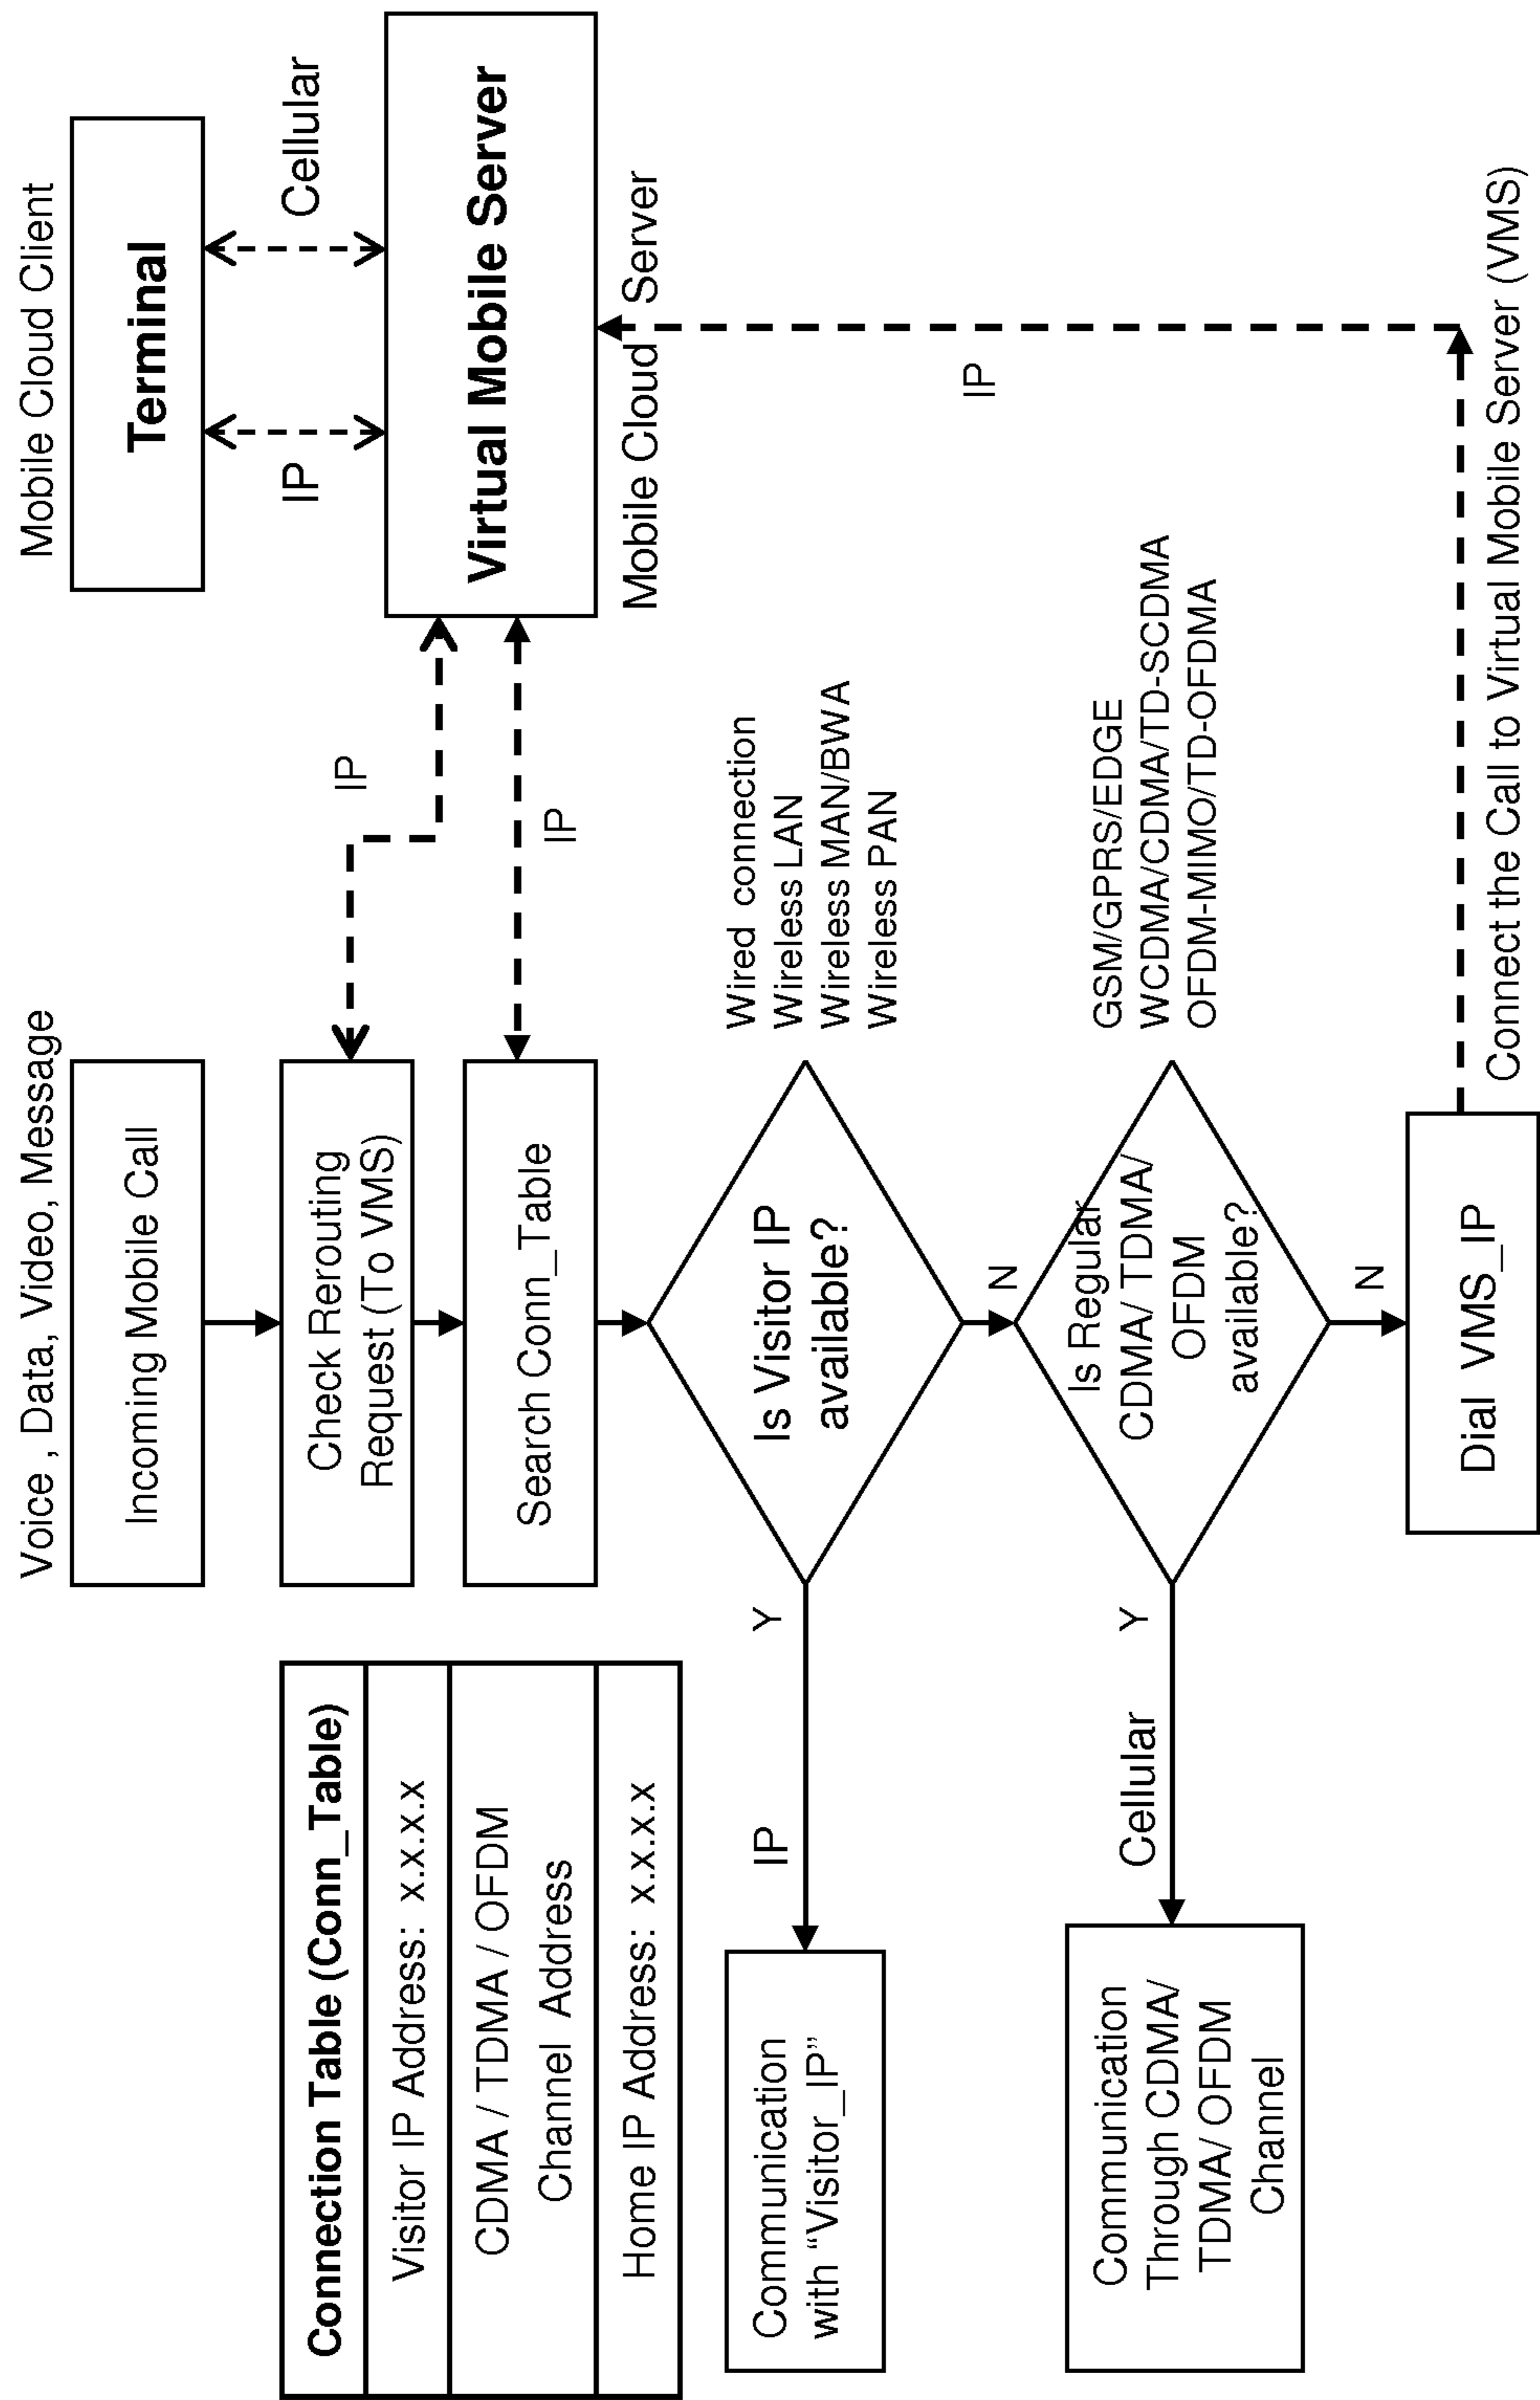 Voice , Data, Video, Message
Incoming Mobile Call
Check Rerouting
Request (To VMS)
Search Conn_Table
Mobile Cloud Client
Terminal
IP
Cellular
Virtual Mobile Server
Mobile Cloud Server
IP
IP
Connection Table (Conn_Table)
Visitor IP Address: x.x.x.x
CDMA / TDMA / OFDM
Channel Address
Home IP Address: x.x.x.x
Is Visitor IP
available?
Wired connection
Wireless LAN
Wireless MAN/BWA
Wireless PAN
Y
IP
Communication
with “Visitor_IP”
N
Is Regular
CDMA/ TDMA/
OFDM
available?
GSM/GPRS/EDGE
WCDMA/CDMA/TD-SCDMA
OFDM-MIMO/TD-OFDMA
Y
Cellular
Communication
Through CDMA/
TDMA/ OFDM
Channel
N
Dial VMS_IP
IP
Connect the Call to Virtual Mobile Server (VMS)